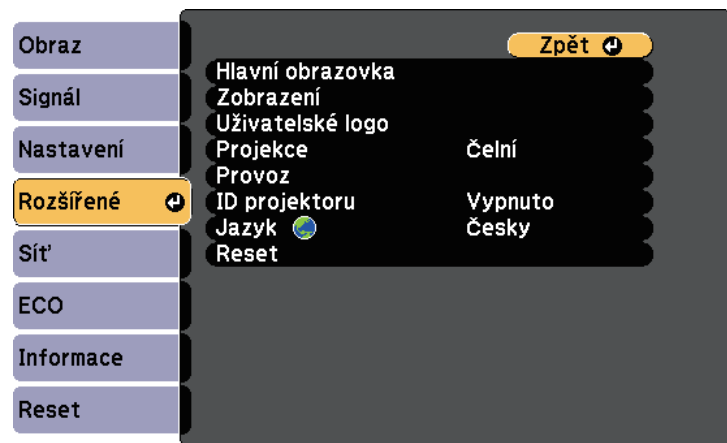 Obraz
Signál
Nastavení
Rozšířené
Síť
ECO
Informace
Reset
Zpět
Hlavní obrazovka
Zobrazení
Uživatelské logo
Projekce Čelní
Provoz
ID projektoru Vypnuto
Jazyk Česky
Reset